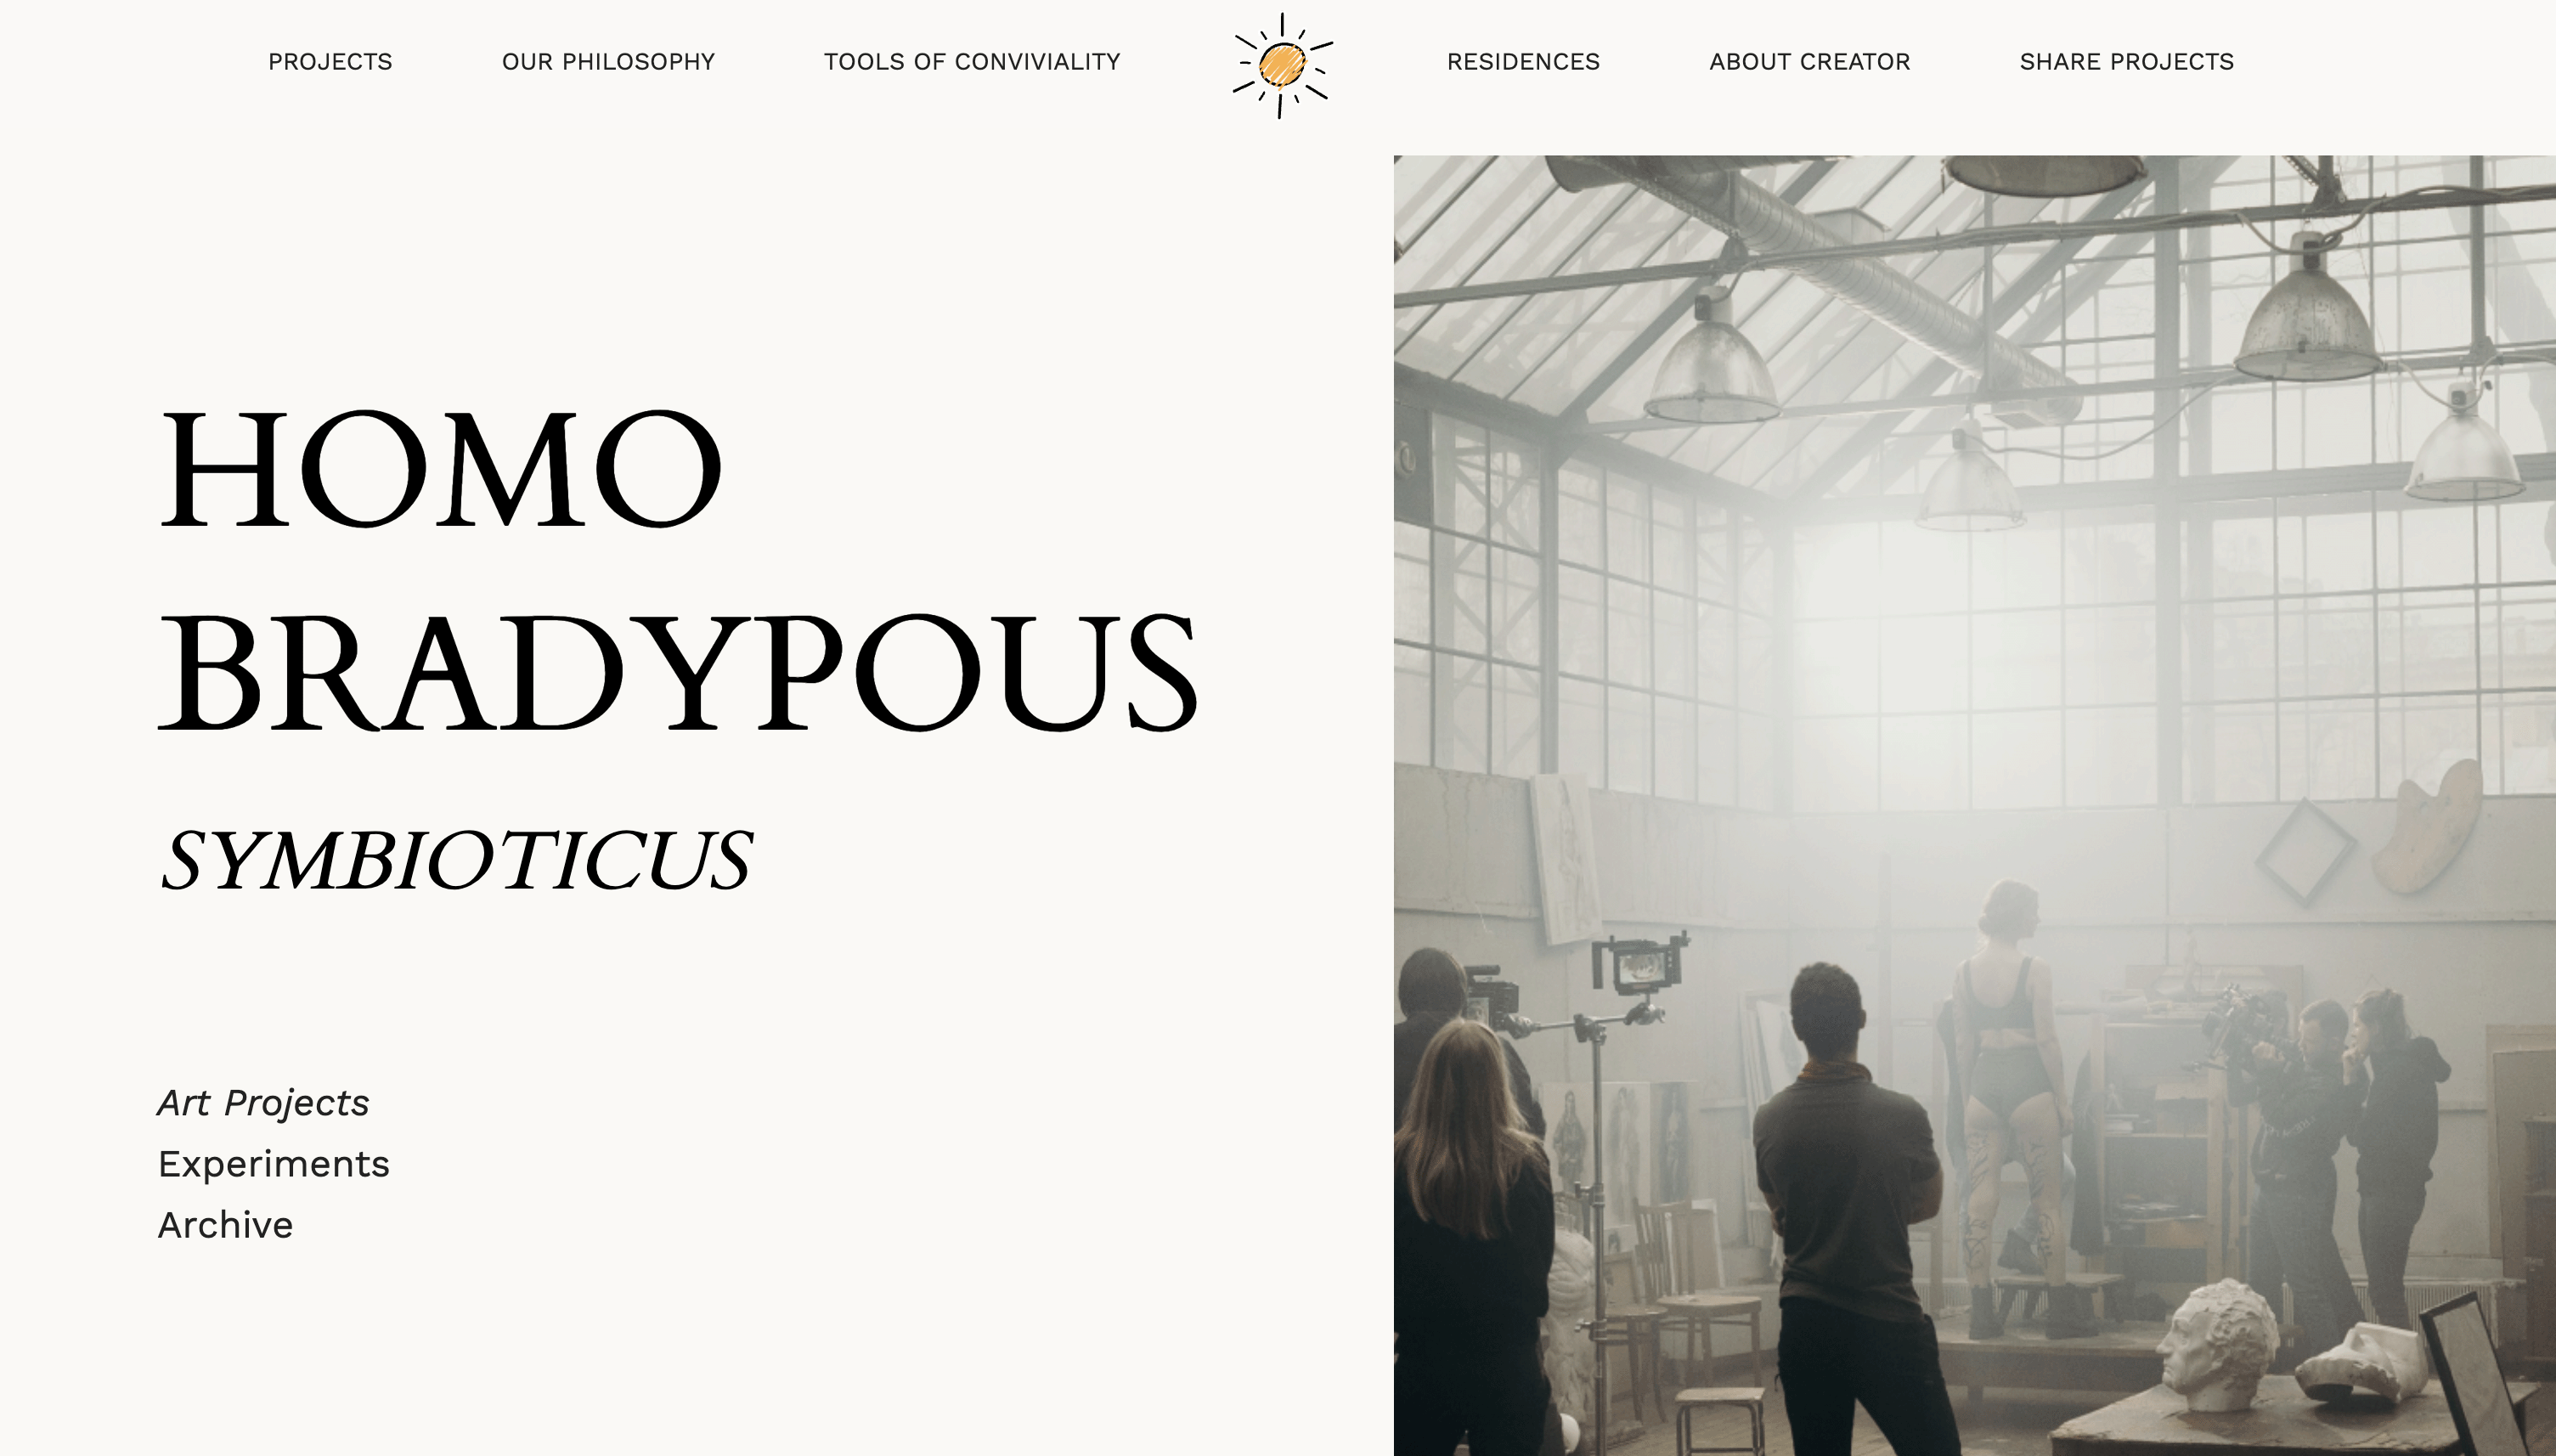 PROJECTS OUR PHILOSOPHY TOOLS OF CONVIVIALITY RESIDENCES ABOUT CREATOR SHARE PROJECTS
HOMO
BRADYPOUS
SYMBIOTICUS
Art Projects
Experiments
Archive